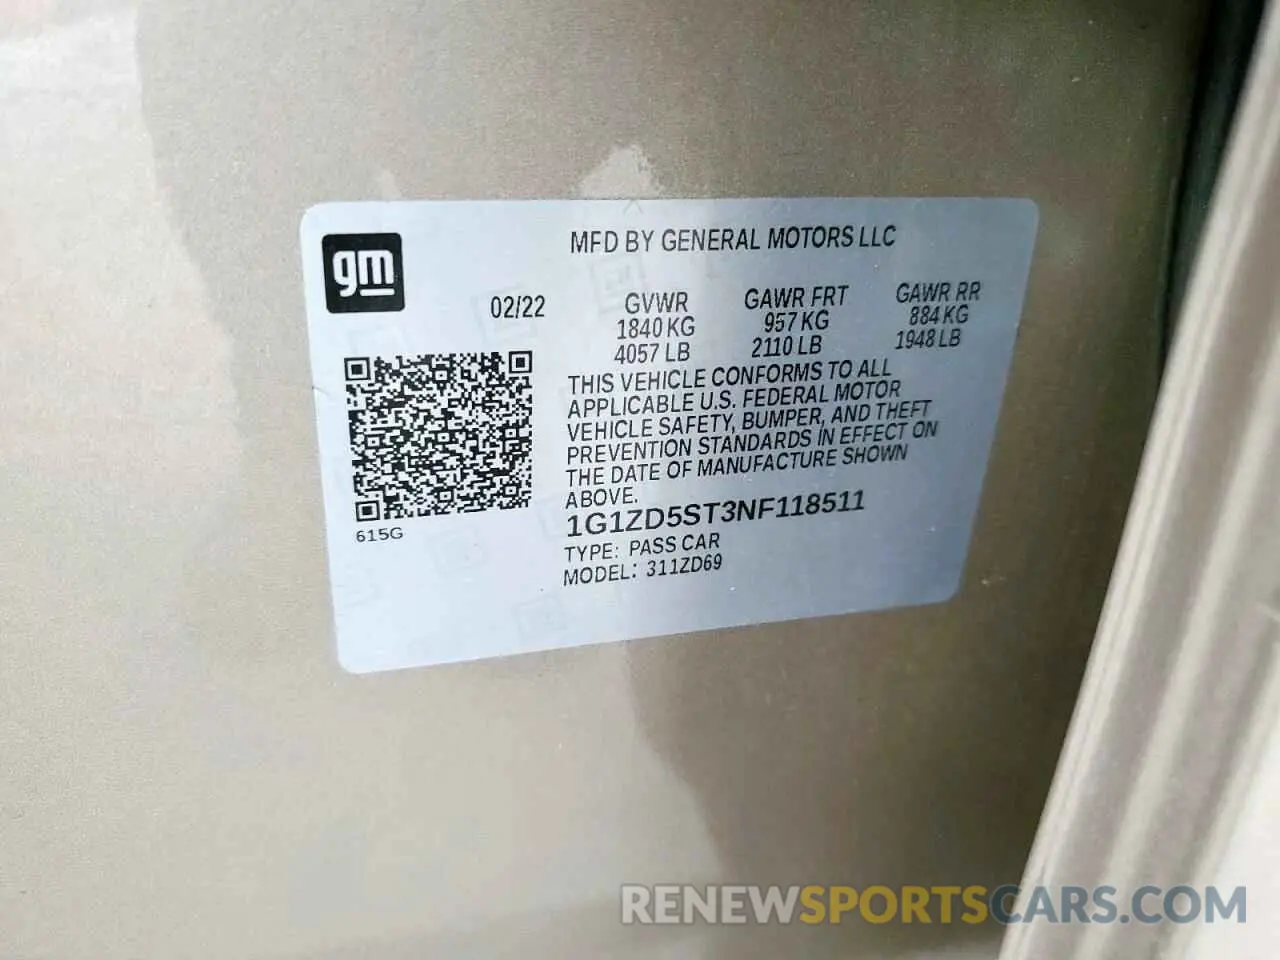 gm
MFD BY GENERAL MOTORS LLC
02/22 GVWR GAWR FRT GAWR RR
1840 KG 957 KG 884 KG
4057 LB 2110 LB 1948 LB
THIS VEHICLE CONFORMS TO ALL
APPLICABLE U.S. FEDERAL MOTOR
VEHICLE SAFETY, BUMPER, AND THEFT
PREVENTION STANDARDS IN EFFECT ON
THE DATE OF MANUFACTURE SHOWN
ABOVE.
1G1ZD5ST3NF118511
615G
TYPE: PASS CAR
MODEL: 311ZD69
RENEWSPORTSCARS.COM